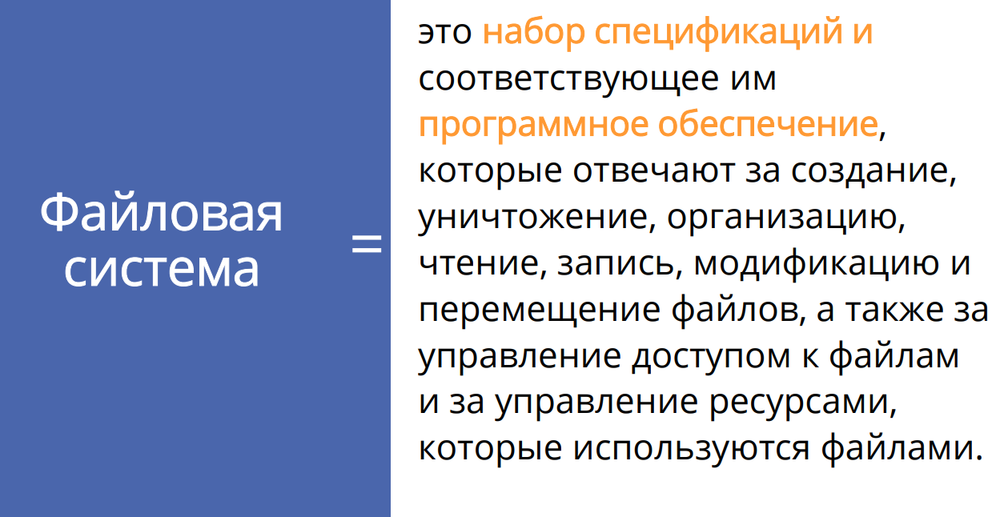 Файловая
система
=
это набор спецификаций и
соответствующее им
программное обеспечение,
которые отвечают за создание,
уничтожение, организацию,
чтение, запись, модификацию и
перемещение файлов, а также за
управление доступом к файлам
и за управление ресурсами,
которые используются файлами.